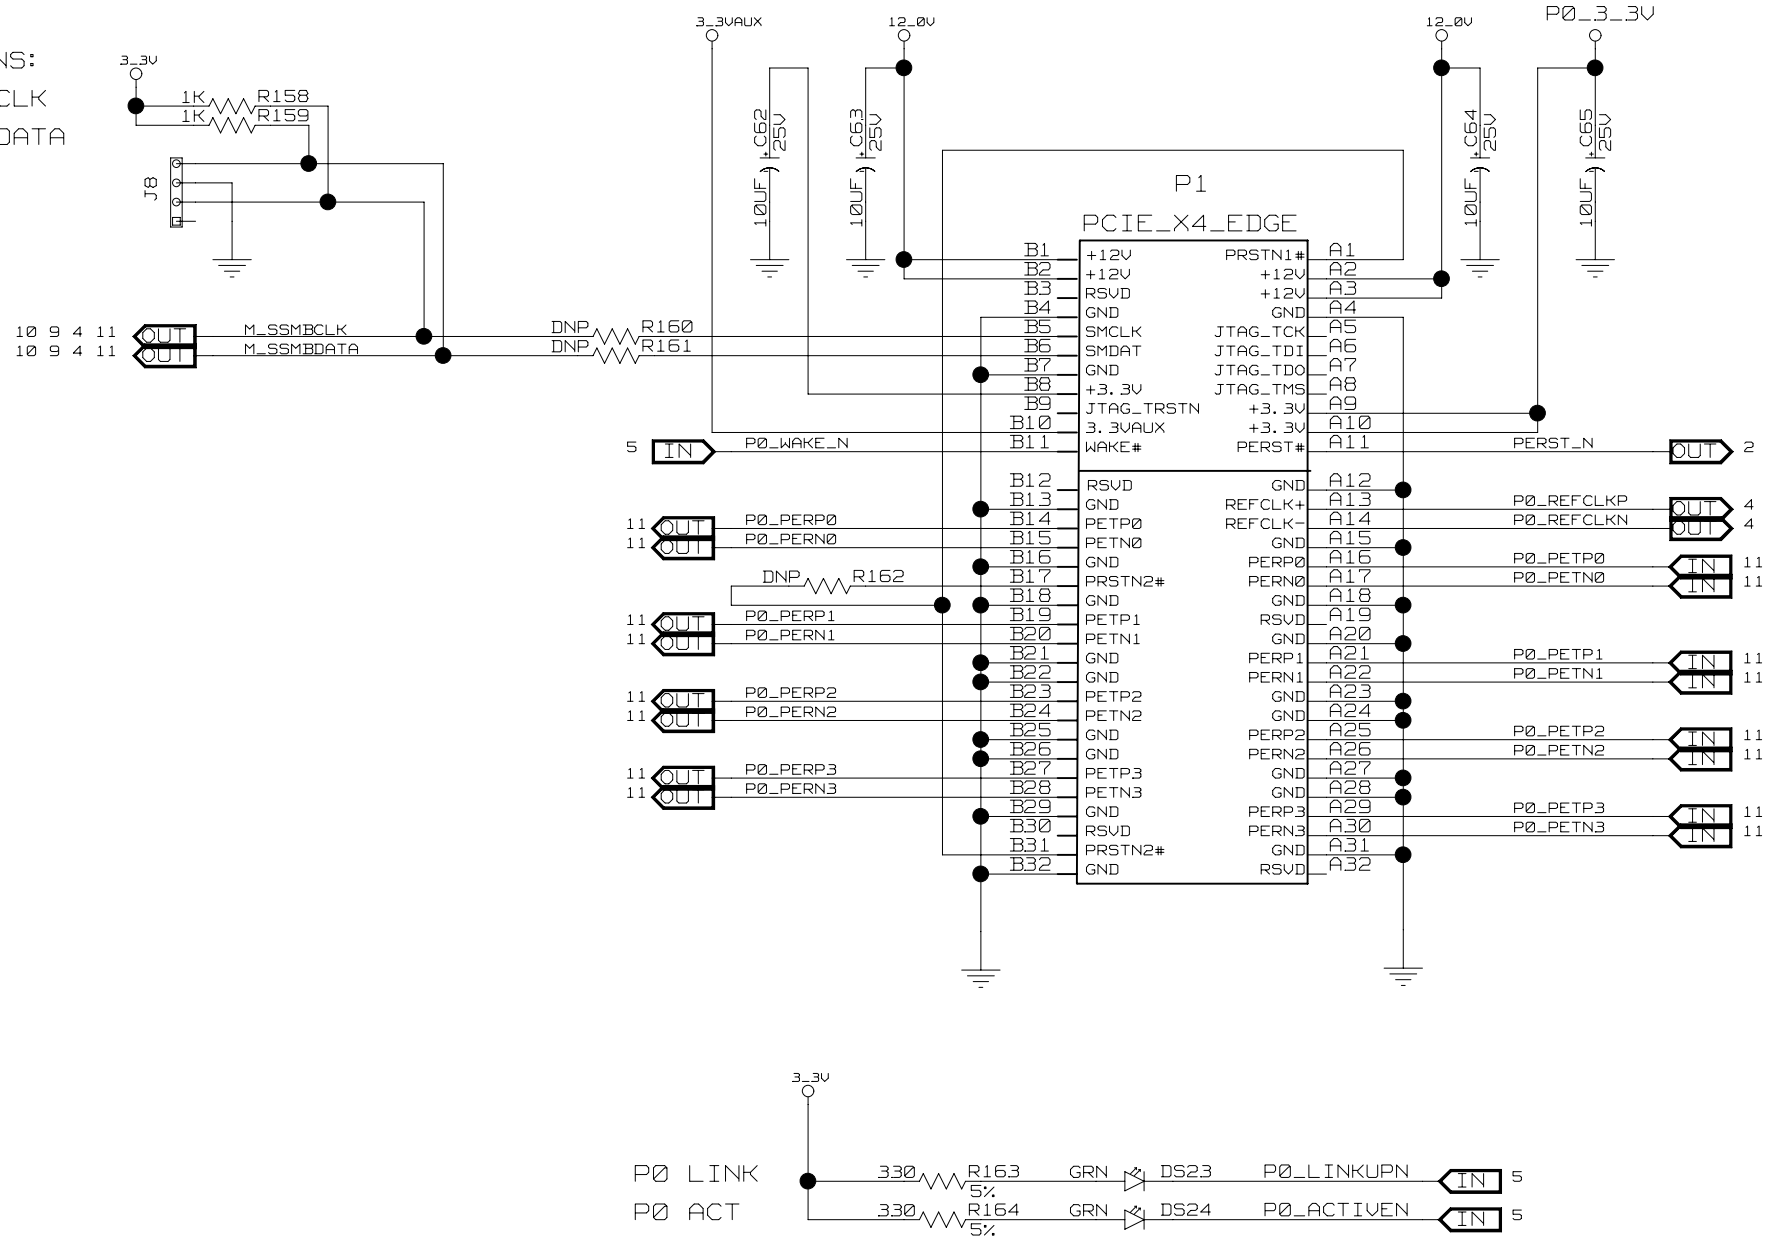 3_3VAUX
12_0V
12_0V
P0_3_3V
NS:
CLK
DATA
3_3V
1K R158
1K R159
J8
10UF C62 25V
10UF C63 25V
10UF C64 25V
10UF C65 25V
P1
PCIE_X4_EDGE
B1 +12V PRSTN1# A1
B2 +12V +12V A2
B3 RSVD +12V A3
B4 GND GND A4
10 9 4 11 OUT M_SSMBCLK DNP R160 B5 SMCLK JTAG_TCK A5
10 9 4 11 OUT M_SSMBDATA DNP R161 B6 SMDAT JTAG_TDI A6
B7 GND JTAG_TDO A7
B8 +3.3V JTAG_TMS A8
B9 JTAG_TRSTN +3.3V A9
B10 3.3VAUX +3.3V A10
5 IN P0_WAKE_N B11 WAKE# PERST# A11 PERST_N OUT 2
B12 RSVD GND A12
B13 GND REFCLK+ A13 P0_REFCLKP OUT 4
11 OUT P0_PERP0 B14 PETP0 REFCLK- A14 P0_REFCLKN OUT 4
11 OUT P0_PERN0 B15 PETN0 GND A15
B16 GND PERP0 A16 P0_PETP0 IN 11
DNP R162 B17 PRSTN2# PERN0 A17 P0_PETN0 IN 11
B18 GND GND A18
11 OUT P0_PERP1 B19 PETP1 RSVD A19
11 OUT P0_PERN1 B20 PETN1 GND A20
B21 GND PERP1 A21 P0_PETP1 IN 11
B22 GND PERN1 A22 P0_PETN1 IN 11
11 OUT P0_PERP2 B23 PETP2 GND A23
11 OUT P0_PERN2 B24 PETN2 GND A24
B25 GND PERP2 A25 P0_PETP2 IN 11
B26 GND PERN2 A26 P0_PETN2 IN 11
11 OUT P0_PERP3 B27 PETP3 GND A27
11 OUT P0_PERN3 B28 PETN3 GND A28
B29 GND PERP3 A29 P0_PETP3 IN 11
B30 RSVD PERN3 A30 P0_PETN3 IN 11
B31 PRSTN2# GND A31
B32 GND RSVD A32
3_3V
P0 LINK 330 R163 5% GRN DS23 P0_LINKUPN IN 5
P0 ACT 330 R164 5% GRN DS24 P0_ACTIVEN IN 5